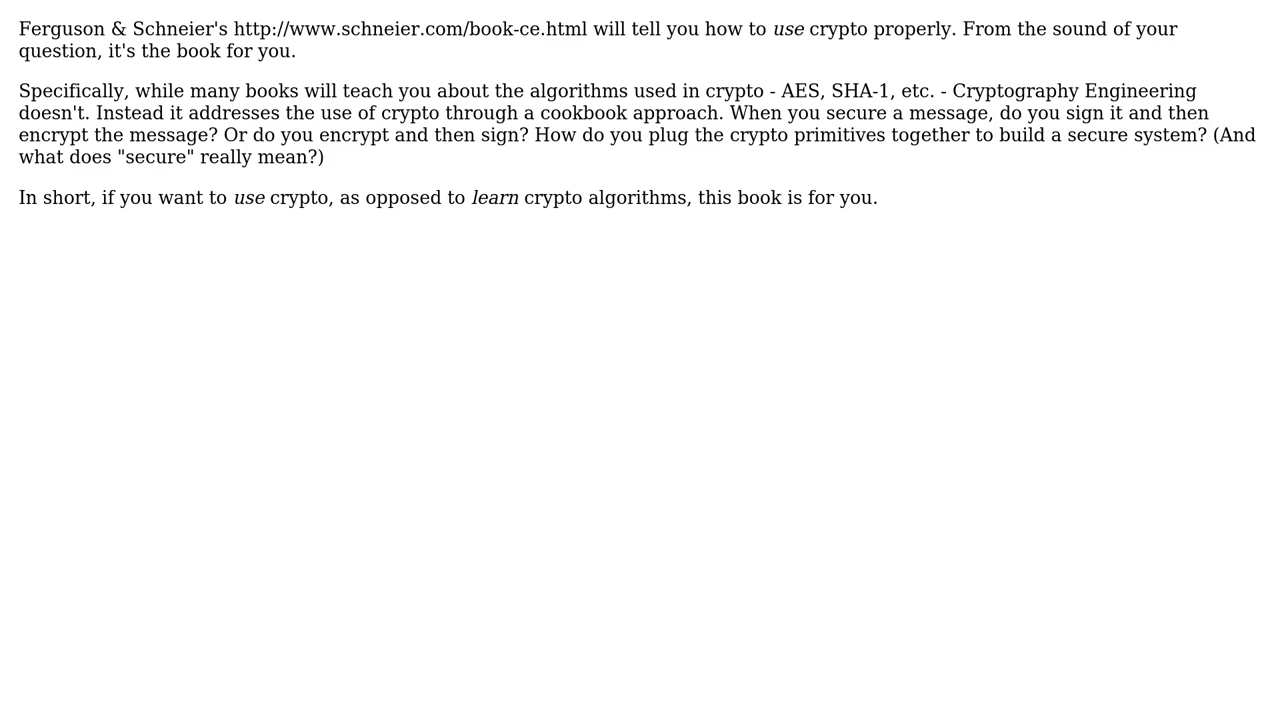 Ferguson & Schneier's http://www.schneier.com/book-ce.html will tell you how to use crypto properly. From the sound of your
question, it's the book for you.
Specifically, while many books will teach you about the algorithms used in crypto - AES, SHA-1, etc. - Cryptography Engineering
doesn't. Instead it addresses the use of crypto through a cookbook approach. When you secure a message, do you sign it and then
encrypt the message? Or do you encrypt and then sign? How do you plug the crypto primitives together to build a secure system? (And
what does "secure" really mean?)
In short, if you want to use crypto, as opposed to learn crypto algorithms, this book is for you.